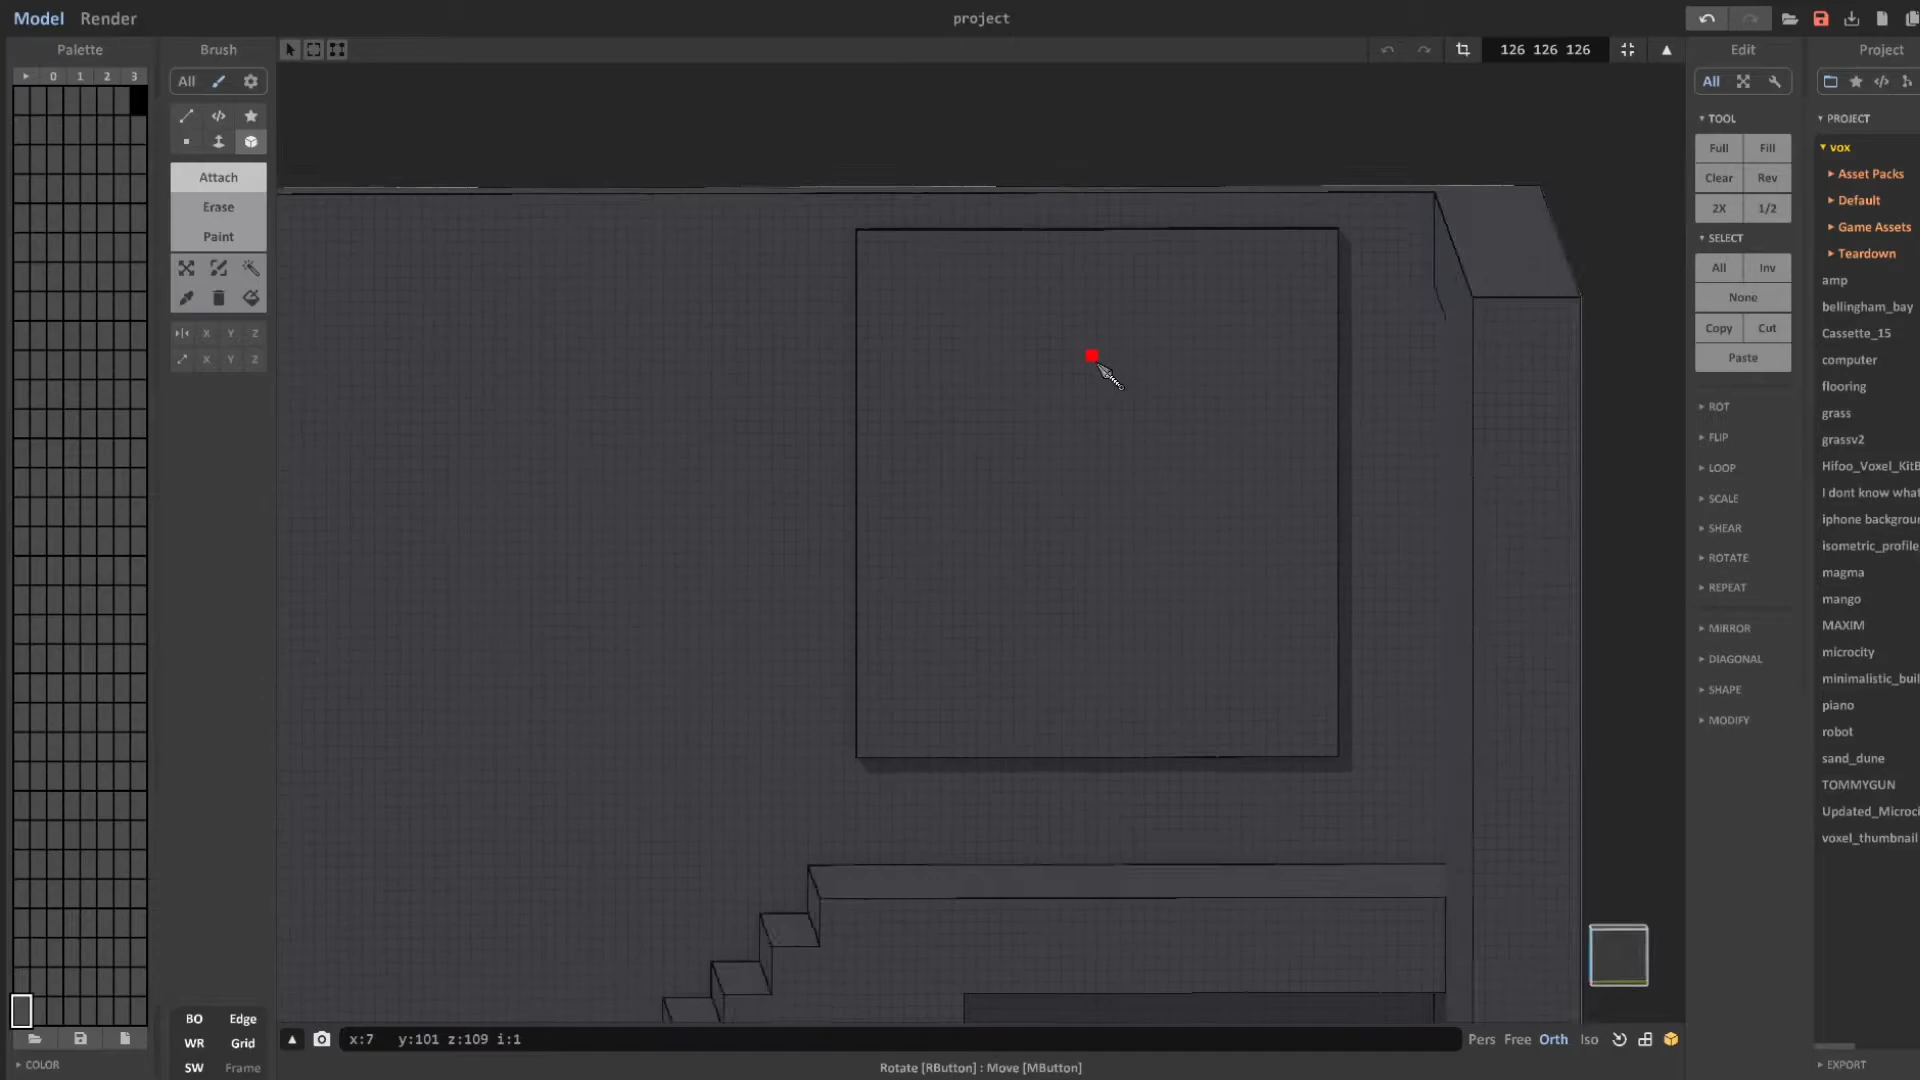 Model Render
project
Palette
Brush
126 126 126
Edit
Project
0 1 2 3
All
All
TOOL
PROJECT
Full Fill
vox
Attach
Clear Rev
Asset Packs
Erase
2X 1/2
Default
Paint
SELECT
Game Assets
All Inv
Teardown
None
amp
Copy Cut
bellingham_bay
X Y Z
Cassette_15
X Y Z
Paste
computer
flooring
ROT
grass
FLIP
grassv2
LOOP
Hifoo_Voxel_KitB
SCALE
I dont know what
SHEAR
iphone backgroun
ROTATE
isometric_profile
REPEAT
magma
mango
MIRROR
MAXIM
DIAGONAL
microcity
SHAPE
minimalistic_buil
MODIFY
piano
robot
sand_dune
TOMMYGUN
Updated_Microci
voxel_thumbnail
BO Edge
WR Grid
SW Frame
x:7 y:101 z:109 i:1
Pers Free Orth Iso
COLOR
Rotate [RButton] : Move [MButton]
EXPORT